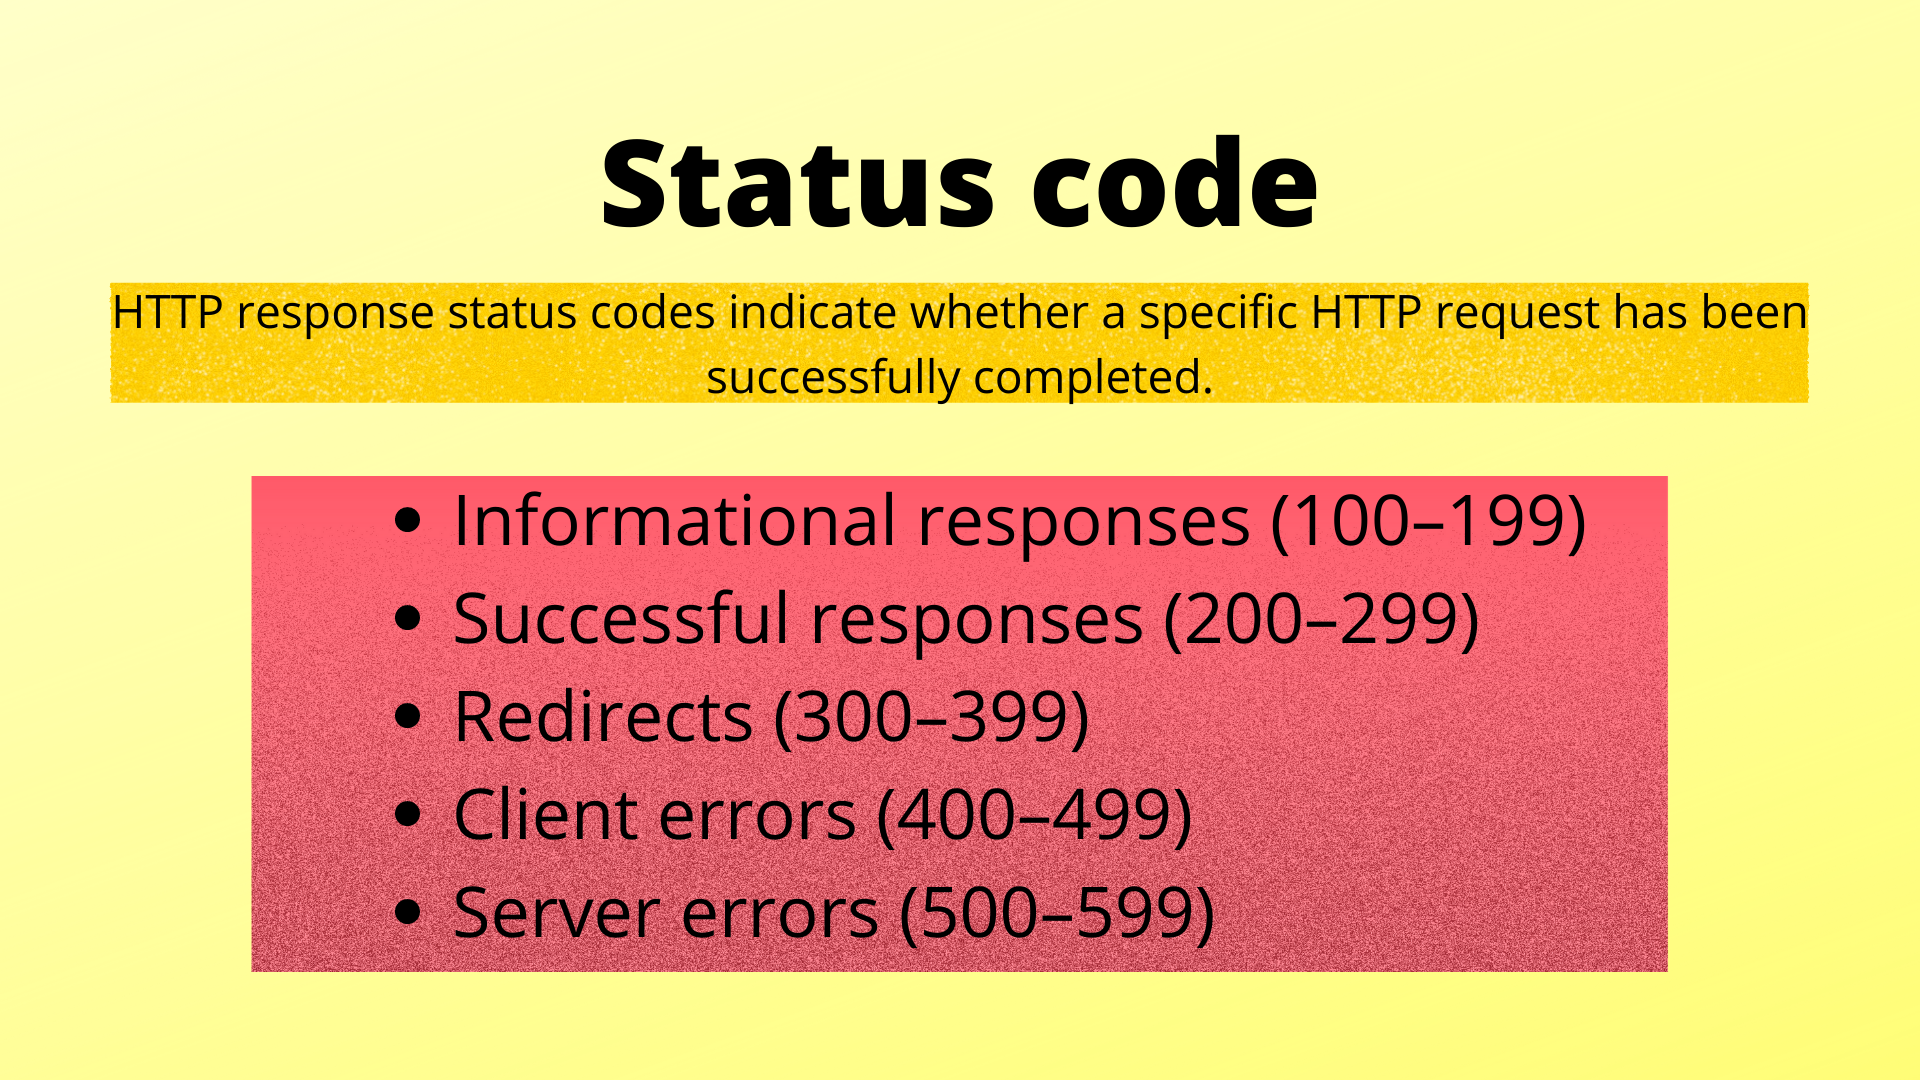 Status code
HTTP response status codes indicate whether a specific HTTP request has been
successfully completed.
• Informational responses (100–199)
• Successful responses (200–299)
• Redirects (300–399)
• Client errors (400–499)
• Server errors (500–599)